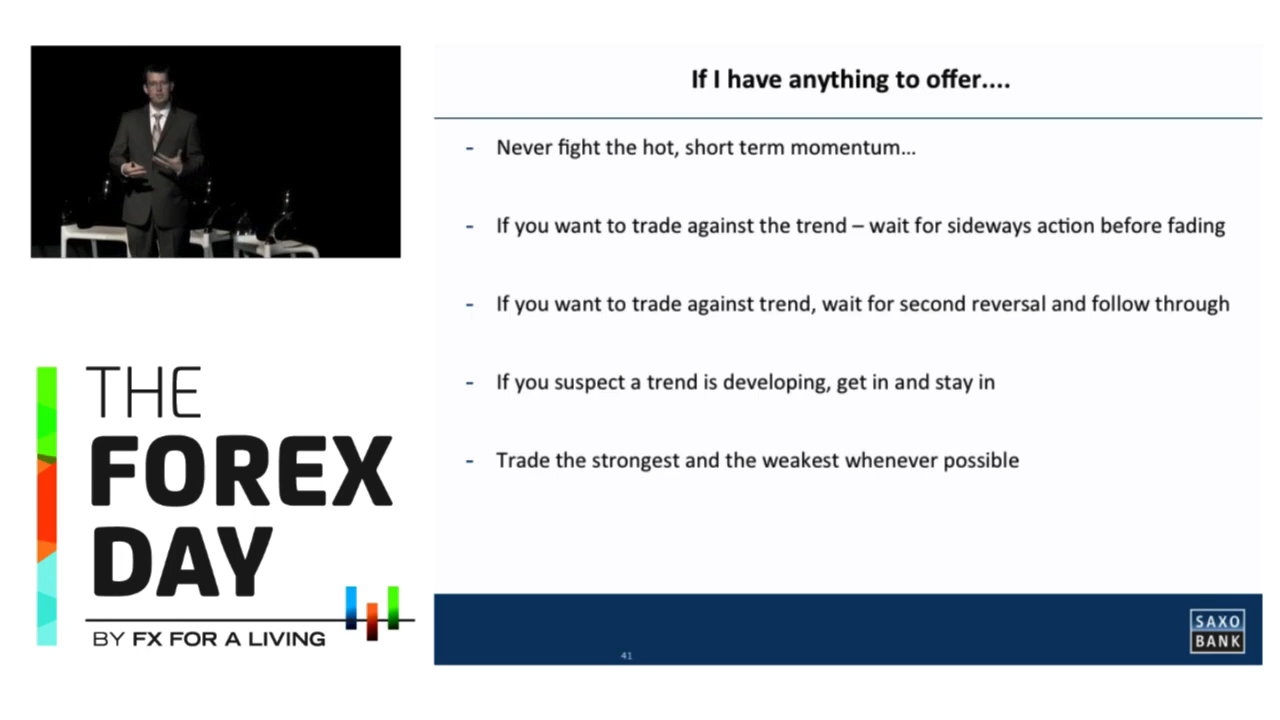 If I have anything to offer....
- Never fight the hot, short term momentum...
- If you want to trade against the trend – wait for sideways action before fading
- If you want to trade against trend, wait for second reversal and follow through
- If you suspect a trend is developing, get in and stay in
- Trade the strongest and the weakest whenever possible
THE
FOREX
DAY
BY FX FOR A LIVING
41
SAXO
BANK